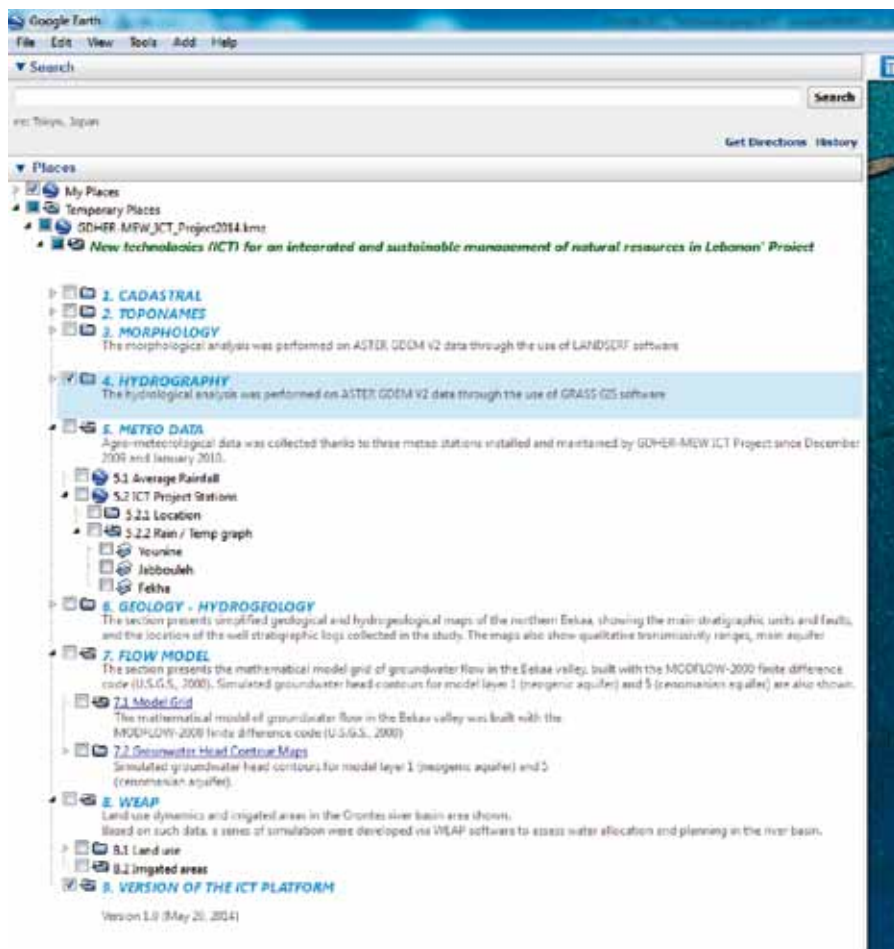 Google Earth
File Edit View Tools Add Help
Search
Search
ex: Tokyo, Japan
Get Directions History
Places
My Places
Temporary Places
GDHER-MEW_ICT_Project2014.kmz
New technologies (ICT) for an integrated and sustainable management of natural resources in Lebanon' Project
1. CADASTRAL
2. TOPONAMES
3. MORPHOLOGY
The morphological analysis was performed on ASTER GDEM V2 data through the use of LANDSERF software
4. HYDROGRAPHY
The hydrological analysis was performed on ASTER GDEM V2 data through the use of GRASS GIS software
5. METEO DATA
Agro-meteorological data was collected thanks to three meteo stations installed and maintained by GDHER-MEW ICT Project since December
2009 and January 2010.
5.1 Average Rainfall
5.2 ICT Project Stations
5.2.1 Location
5.2.2 Rain / Temp graph
Younine
Jabbouleh
Fekha
6. GEOLOGY - HYDROGEOLOGY
The section presents simplified geological and hydrogeological maps of the northern Bekaa, showing the main stratigraphic units and faults,
and the location of the well stratigraphic logs collected in the study. The maps also show qualitative transmissivity ranges, main aquifer
7. FLOW MODEL
The section presents the mathematical model grid of groundwater flow in the Bekaa valley, built with the MODFLOW-2000 finite difference
code (U.S.G.S., 2000). Simulated groundwater head contours for model layer 1 (neogenic aquifer) and 5 (cenomanian aquifer) are also shown.
7.1 Model Grid
The mathematical model of groundwater flow in the Bekaa valley was built with the
MODFLOW-2000 finite difference code (U.S.G.S., 2000)
7.2 Groundwater Head Contour Maps
Simulated groundwater head contours for model layer 1 (neogenic aquifer) and 5
(cenomanian aquifer).
8. WEAP
Land use dynamics and irrigated areas in the Orontes river basin area shown.
Based on such data, a series of simulation were developed via WEAP software to assess water allocation and planning in the river basin.
8.1 Land use
8.2 Irrigated areas
9. VERSION OF THE ICT PLATFORM
Version 1.0 (May 20, 2014)